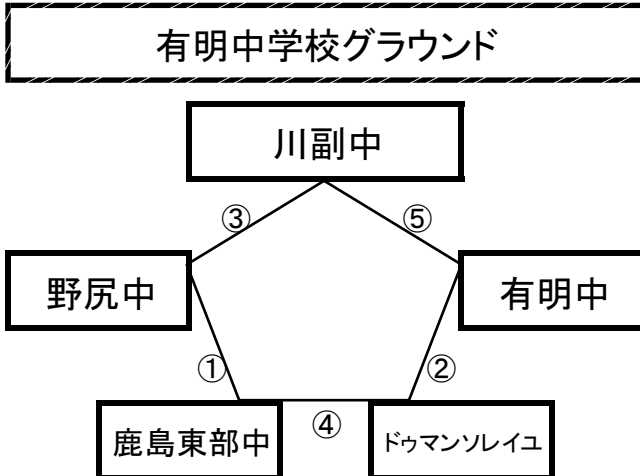 有明中学校グラウンド
川副中
③
⑤
野尻中
有明中
①
②
鹿島東部中
④
ドゥマンソレイユ